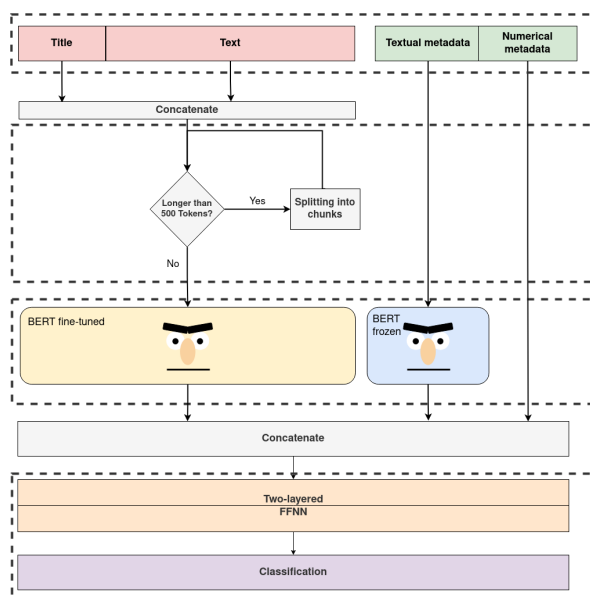 Title
Text
Textual metadata
Numerical
metadata
Concatenate
Longer than
500 Tokens?
Yes
Splitting into
chunks
No
BERT fine-tuned
BERT
frozen
Concatenate
Two-layered
FFNN
Classification